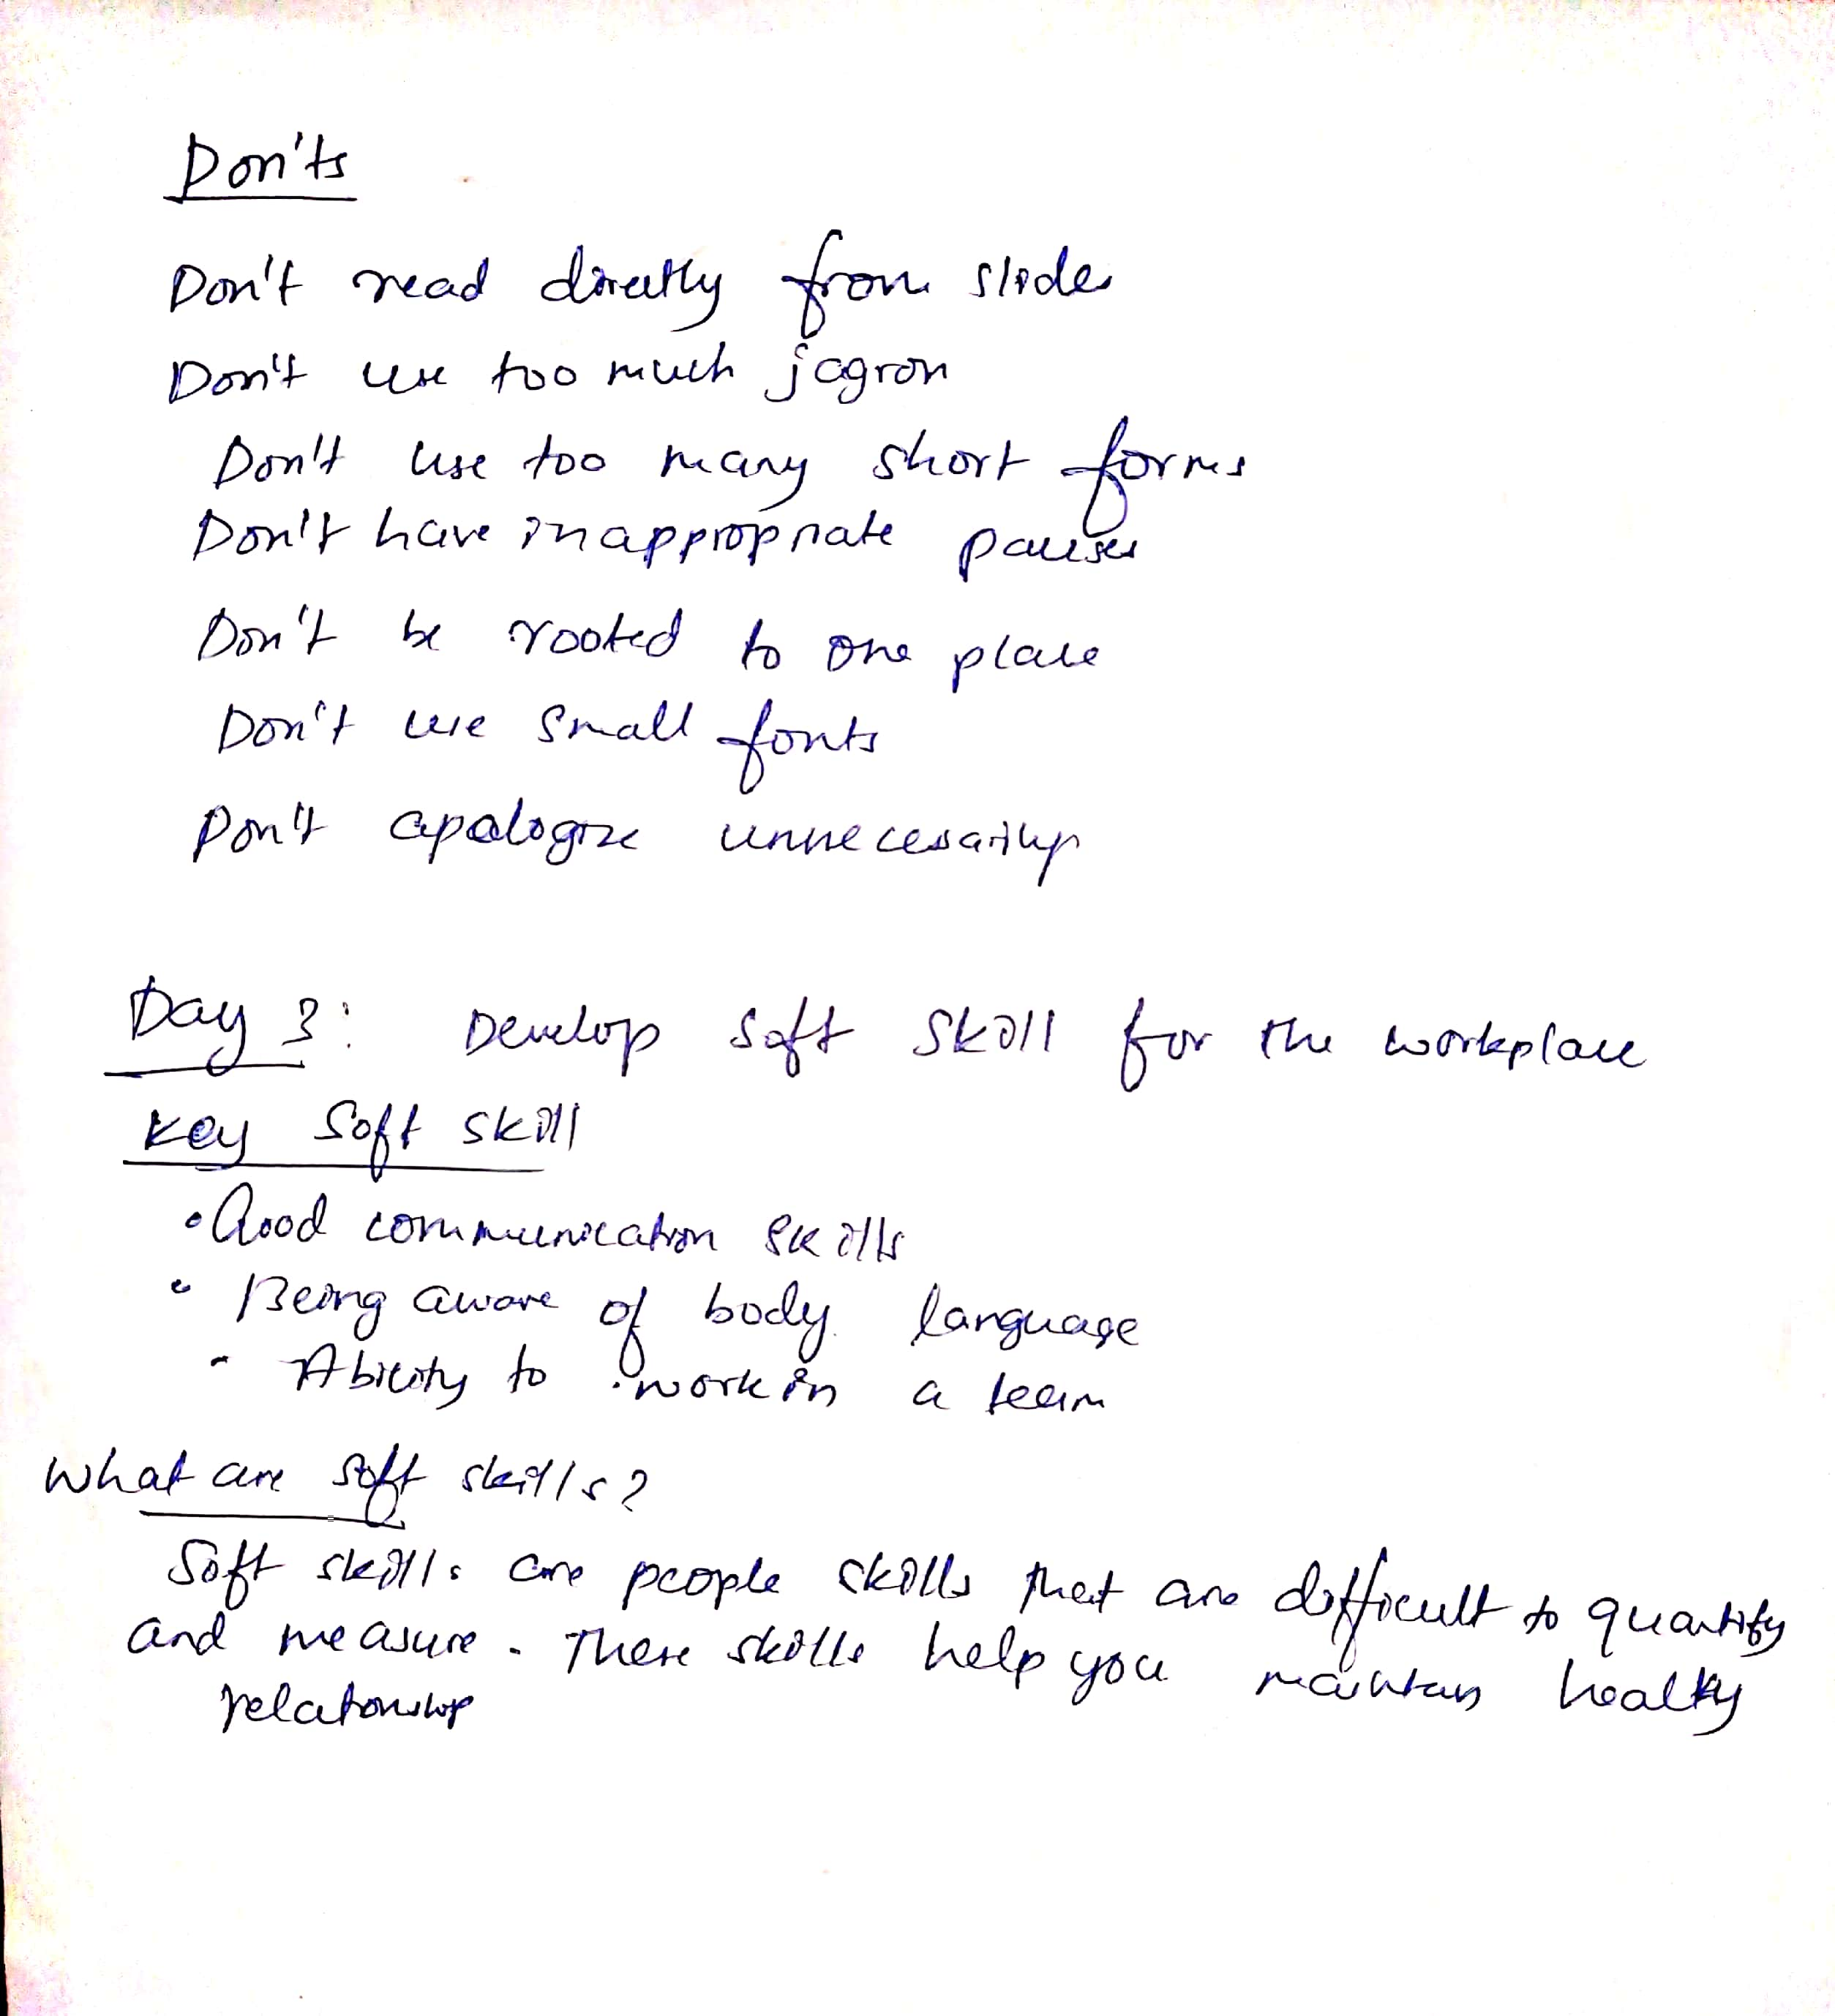 Don'ts
Don't read directly from slides
Don't use too much jagron
Don't use too many short forms
Don't have inappropriate pauses
Don't be rooted to one place
Don't use small fonts
Don't apologize unnecessarily
Day 3: Develop soft skill for the workplace
Key Soft skill
• Good communication skills
• Being aware of body language
- Ability to work in a team
What are soft skills?
Soft skills are people skills that are difficult to quantify
and measure. These skills help you maintain healthy
relationship